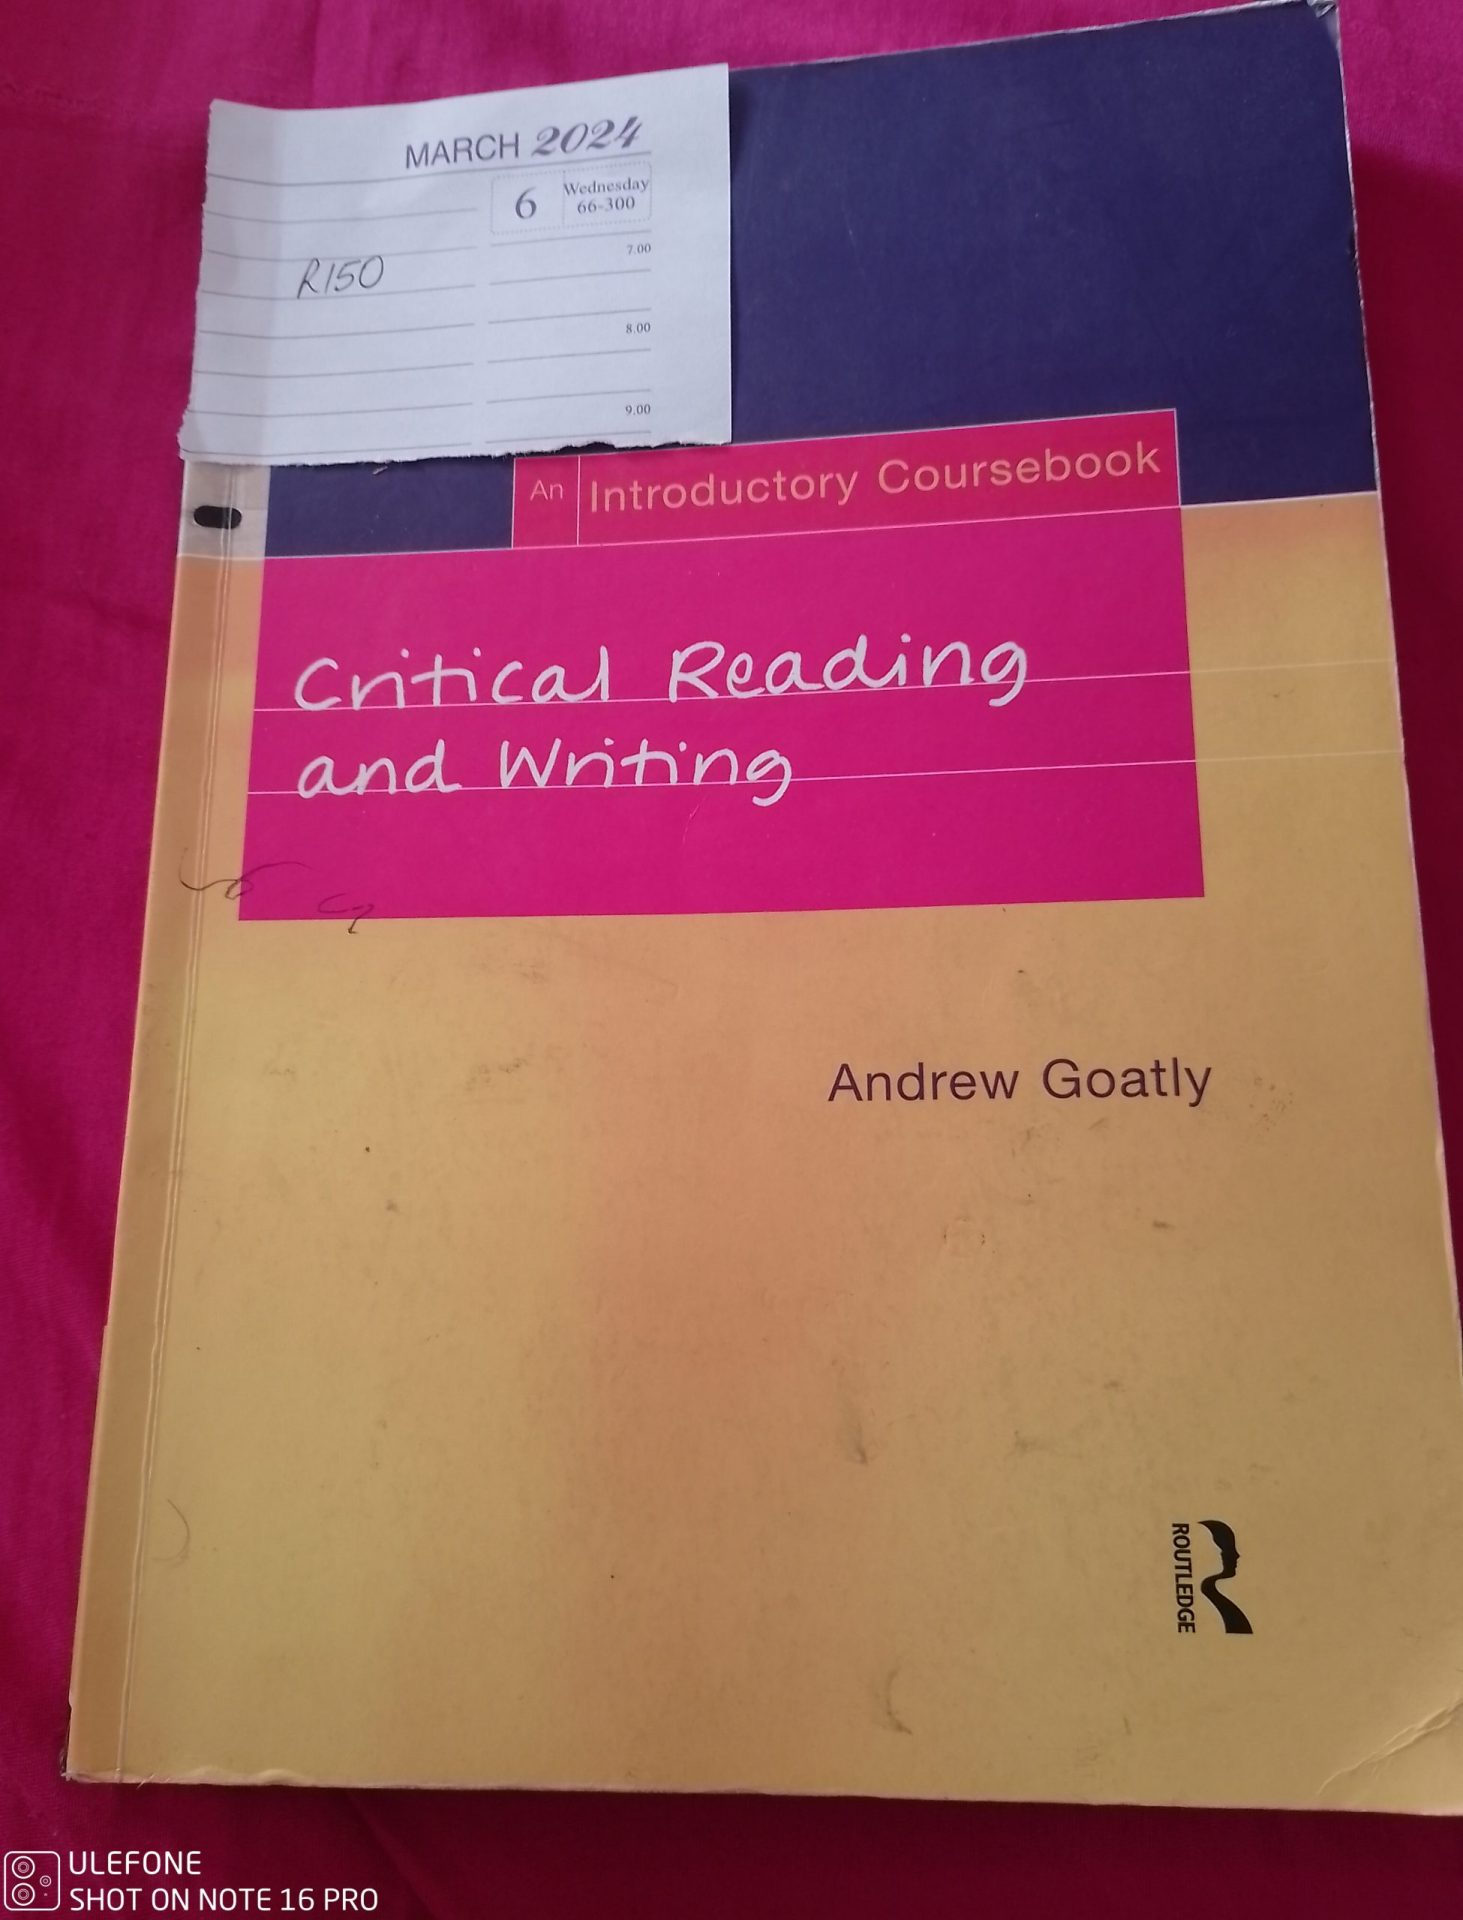 MARCH 2024
6 Wednesday
66-300
7.00
R150
8.00
9.00
An Introductory Coursebook
Critical Reading
and Writing
Andrew Goatly
ROUTLEDGE
ULEFONE
SHOT ON NOTE 16 PRO